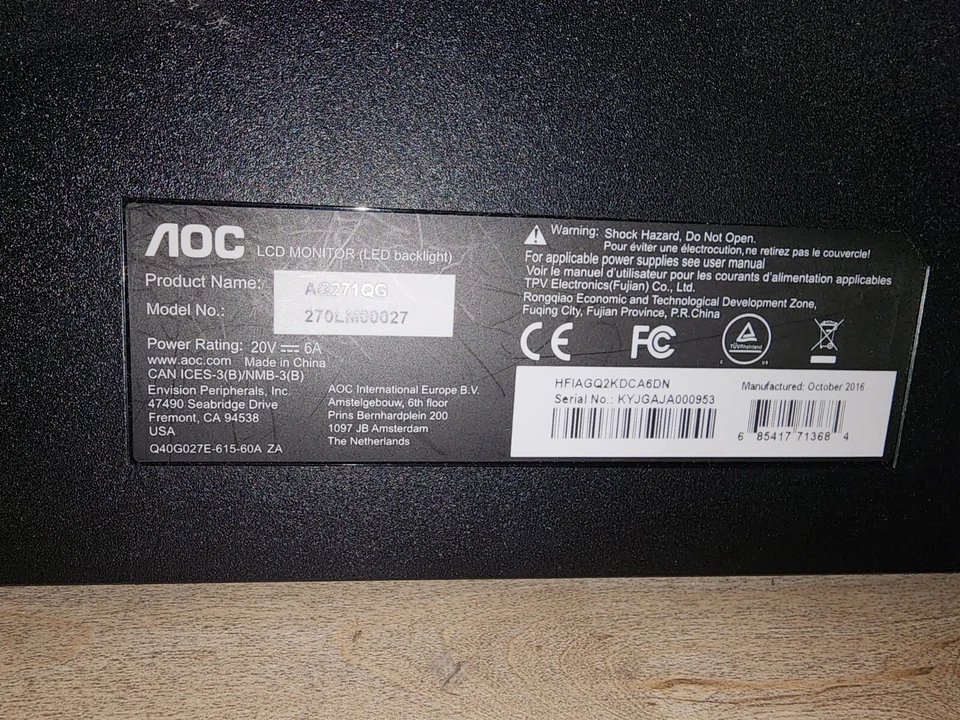 AOC LCD MONITOR (LED backlight)
Product Name: AG271QG
Model No.: 270LM00027
Power Rating: 20V ⎓ 6A
www.aoc.com Made in China
CAN ICES-3(B)/NMB-3(B)
Envision Peripherals, Inc.
47490 Seabridge Drive
Fremont, CA 94538
USA
Q40G027E-615-60A ZA
AOC International Europe B.V.
Amstelgebouw, 6th floor
Prins Bernhardplein 200
1097 JB Amsterdam
The Netherlands
Warning: Shock Hazard, Do Not Open.
Pour éviter une électrocution,ne retirez pas le couvercle!
For applicable power supplies see user manual
Voir le manuel d'utilisateur pour les courants d'alimentation applicables
TPV Electronics(Fujian) Co., Ltd.
Rongqiao Economic and Technological Development Zone,
Fuqing City, Fujian Province, P.R.China
CE FC TÜVRheinland
HFIAGQ2KDCA6DN
Serial No.: KYJGAJA000953
Manufactured: October 2016
6 85417 71368 4